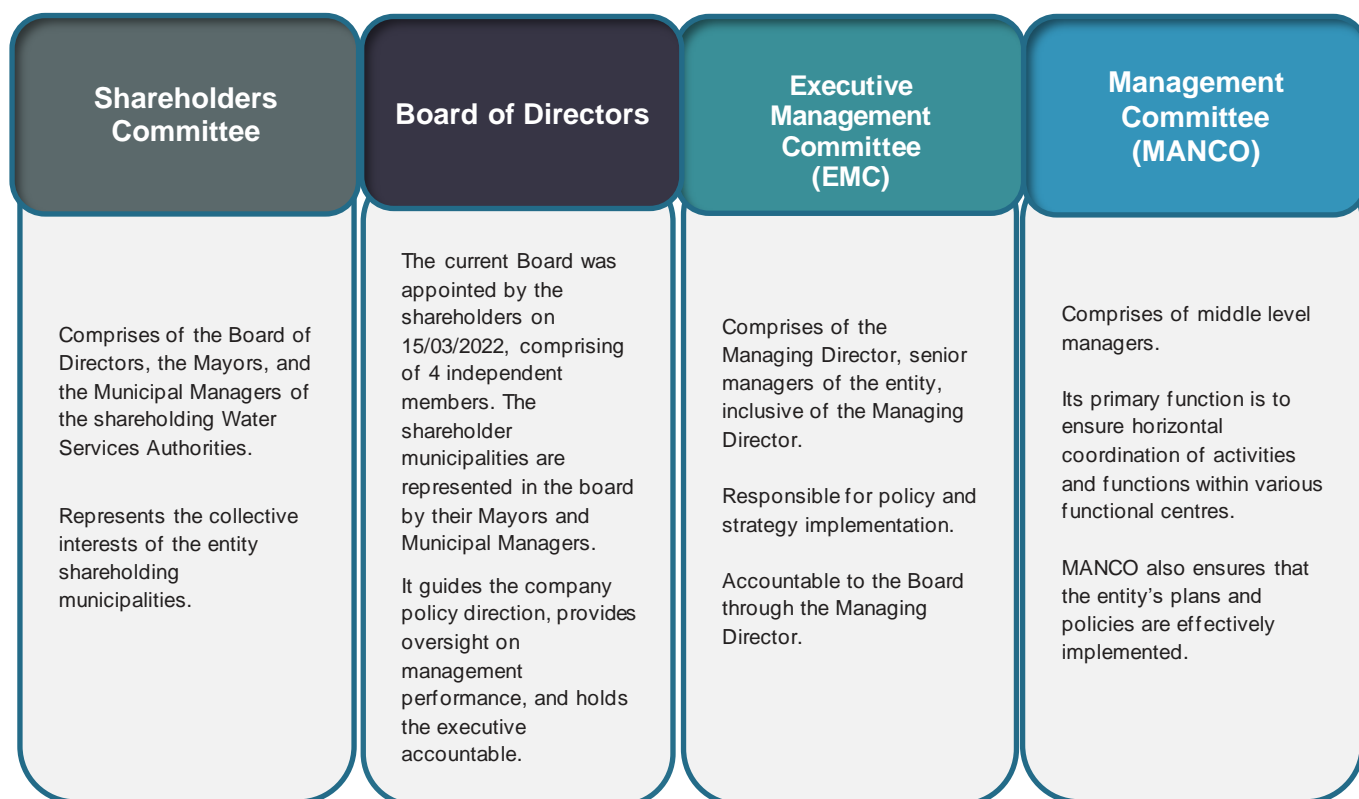 Shareholders
Committee
Comprises of the Board of
Directors, the Mayors, and
the Municipal Managers of
the shareholding Water
Services Authorities.
Represents the collective
interests of the entity
shareholding
municipalities.
Board of Directors
The current Board was
appointed by the
shareholders on
15/03/2022, comprising
of 4 independent
members. The
shareholder
municipalities are
represented in the board
by their Mayors and
Municipal Managers.
It guides the company
policy direction, provides
oversight on
management
performance, and holds
the executive
accountable.
Executive
Management
Committee
(EMC)
Comprises of the
Managing Director, senior
managers of the entity,
inclusive of the Managing
Director.
Responsible for policy and
strategy implementation.
Accountable to the Board
through the Managing
Director.
Management
Committee
(MANCO)
Comprises of middle level
managers.
Its primary function is to
ensure horizontal
coordination of activities
and functions within various
functional centres.
MANCO also ensures that
the entity’s plans and
policies are effectively
implemented.